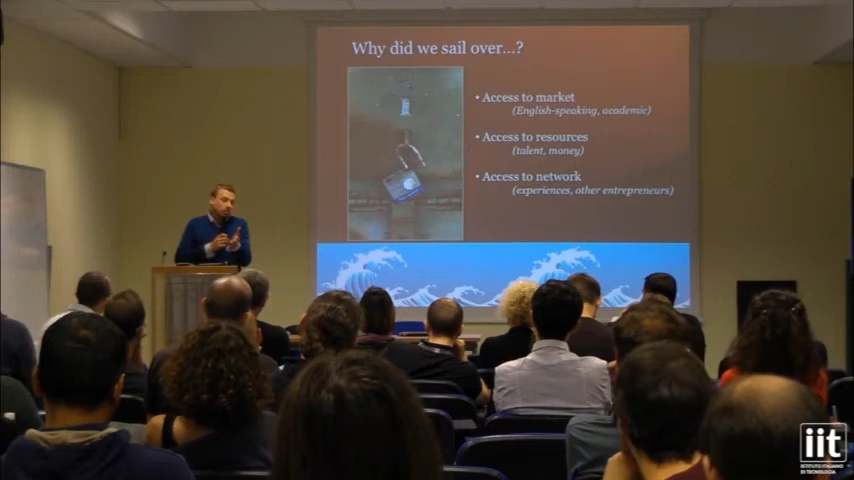 Why did we sail over...?
• Access to market
(English-speaking, academic)
• Access to resources
(talent, money)
• Access to network
(experiences, other entrepreneurs)
iit
ISTITUTO ITALIANO
DI TECNOLOGIA